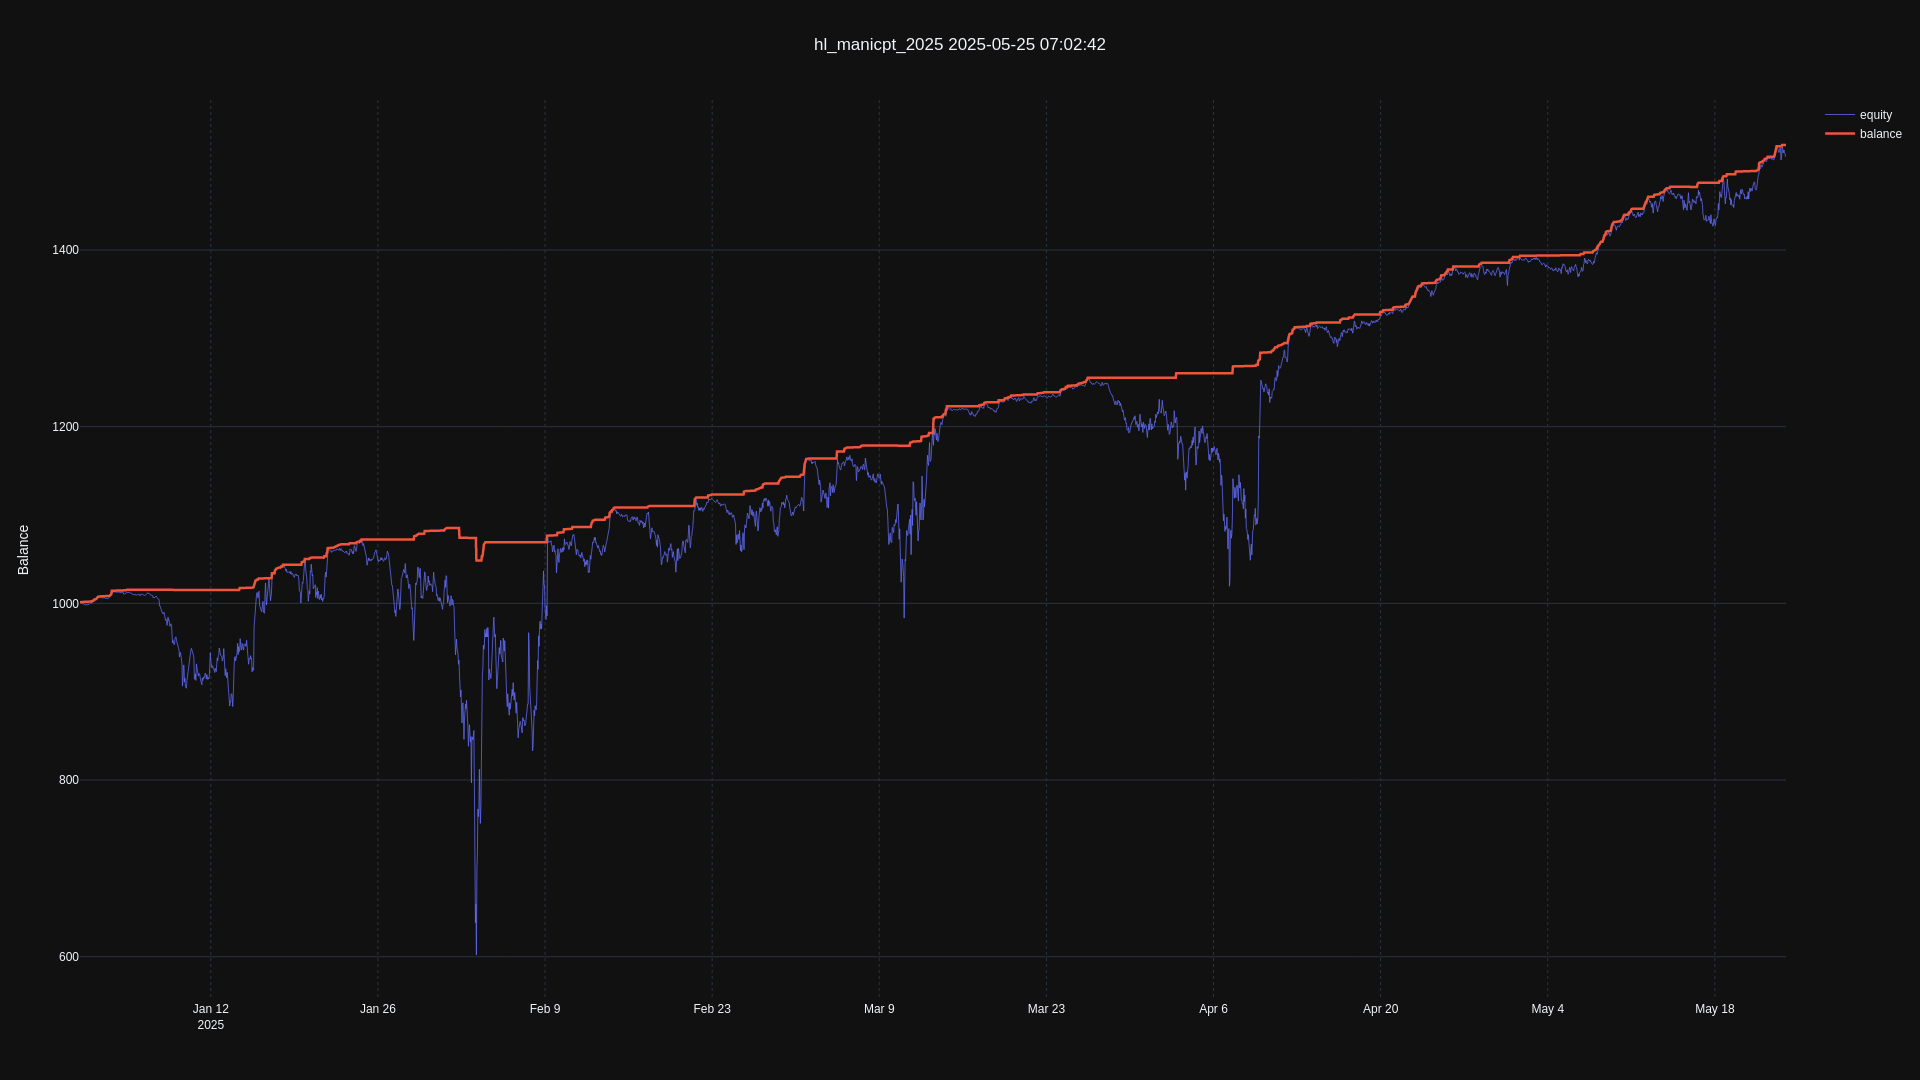 hl_manicpt_2025 2025-05-25 07:02:42
equity
balance
Balance
1400
1200
1000
800
600
Jan 12
2025
Jan 26
Feb 9
Feb 23
Mar 9
Mar 23
Apr 6
Apr 20
May 4
May 18